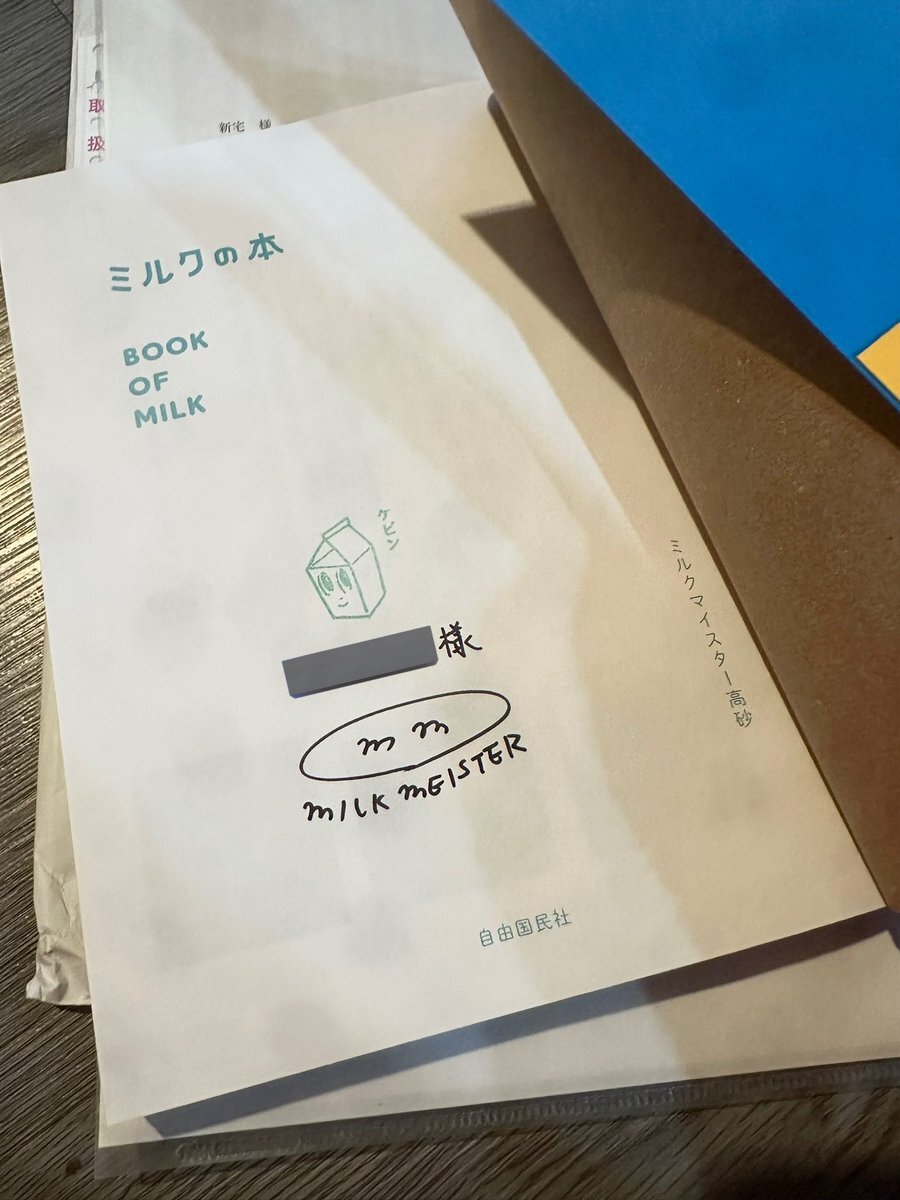 取
扱
新宅 様
ミルクの本
BOOK
OF
MILK
ケビン
様
m m
MILK MEISTER
ミルクマイスター高砂
自由国民社